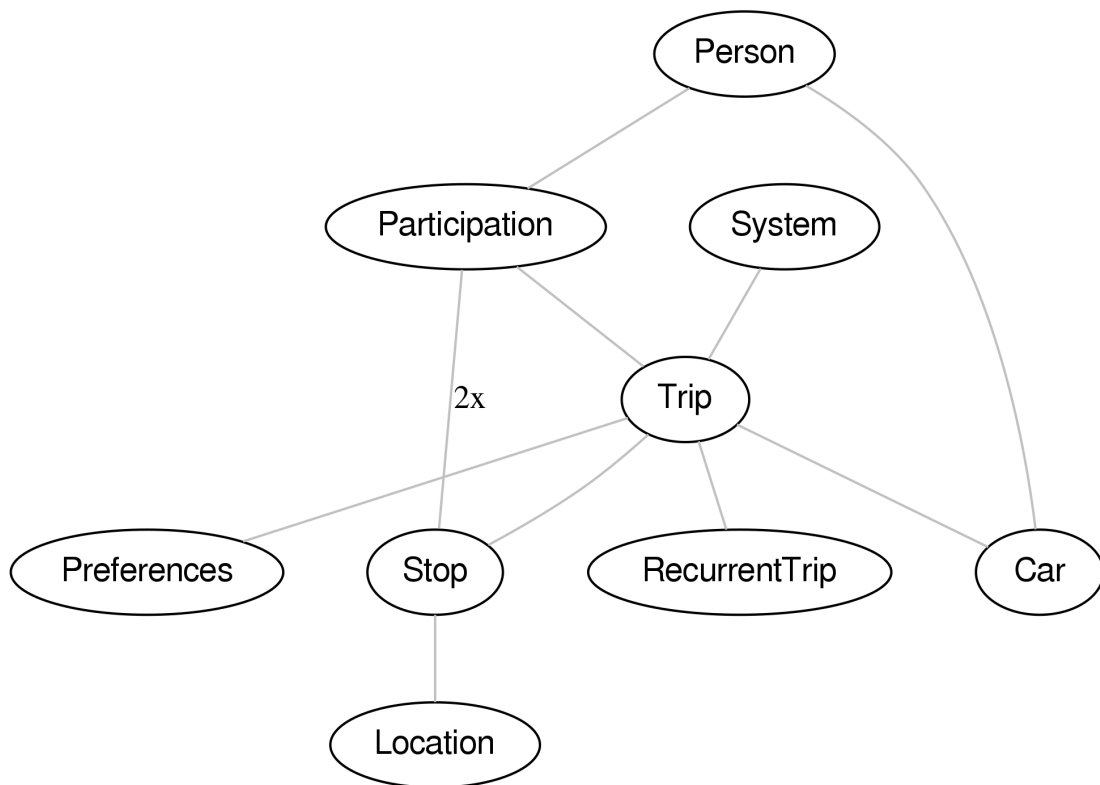 Person
Participation
System
2x
Trip
Preferences
Stop
RecurrentTrip
Car
Location